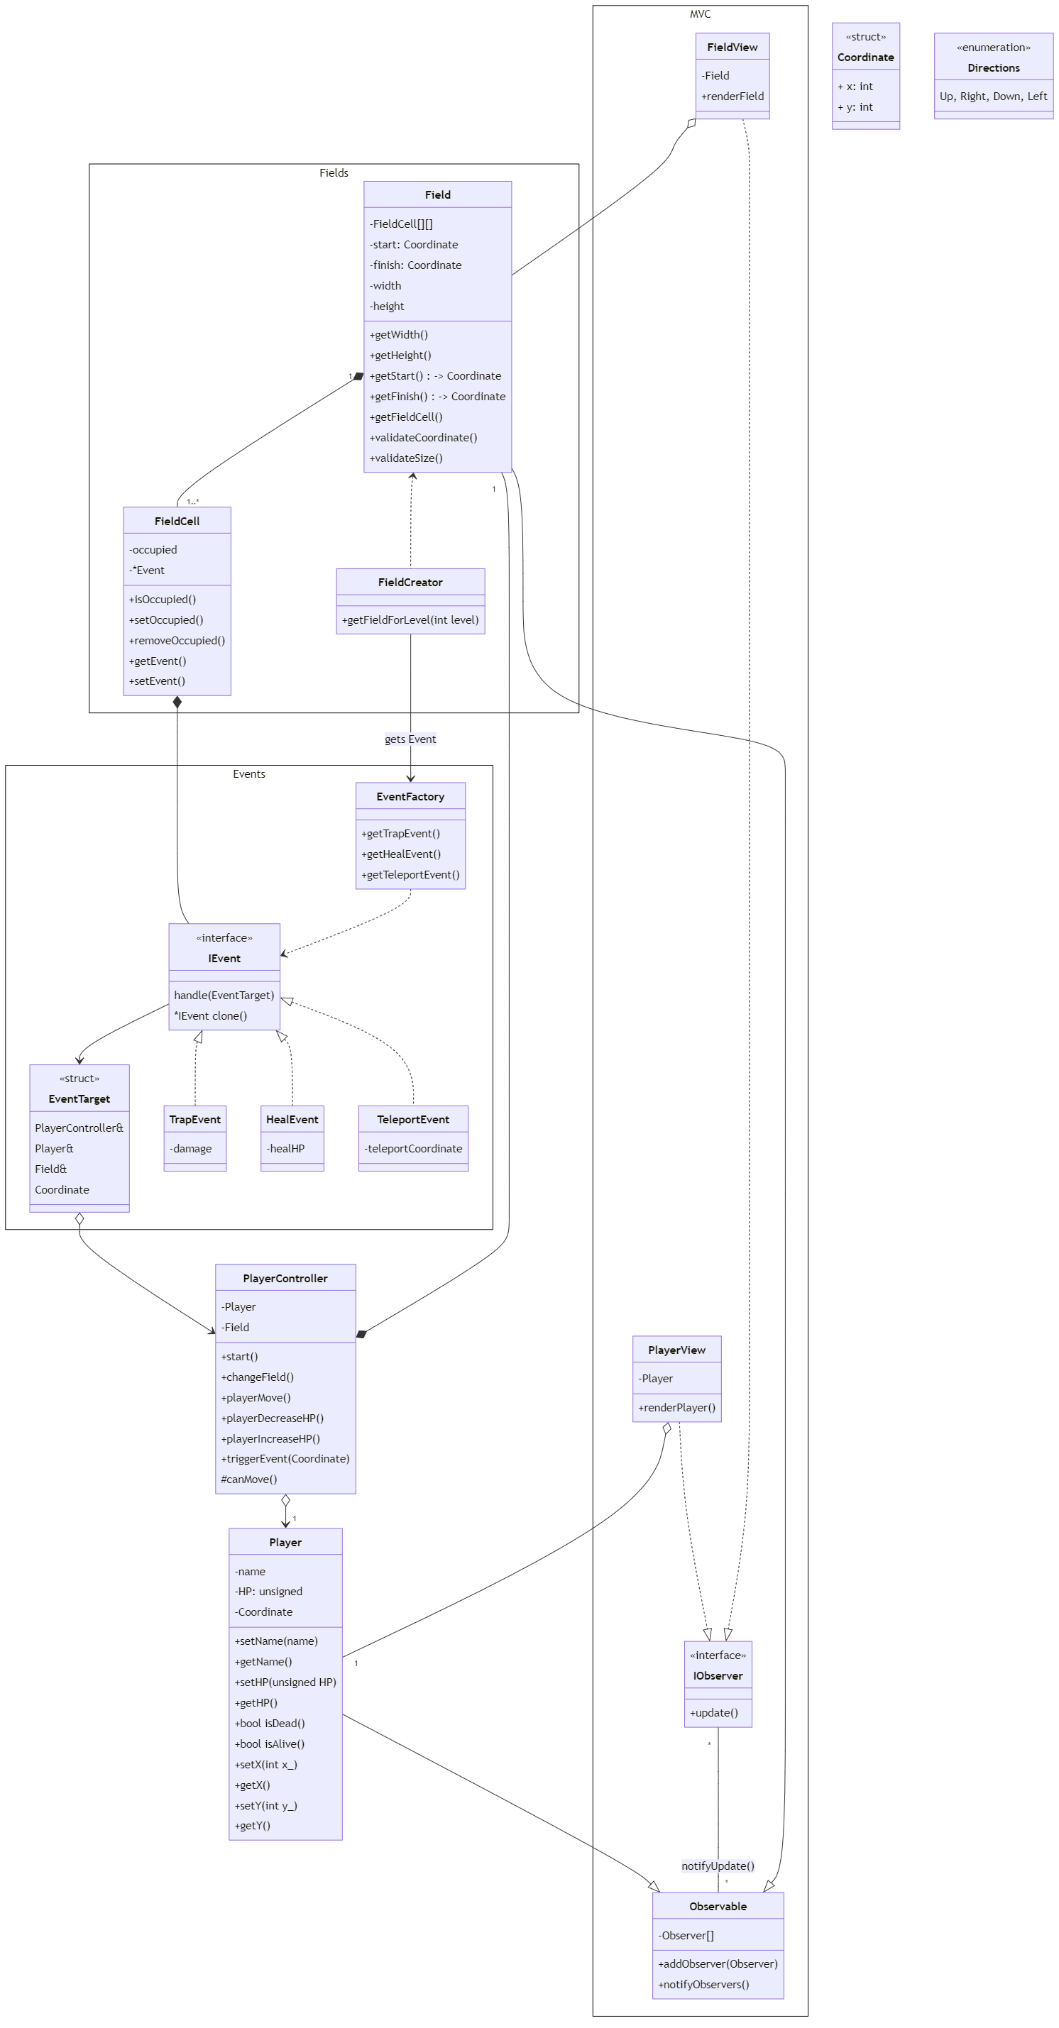 MVC
FieldView
-Field
+renderField
«struct»
Coordinate
+ x: int
+ y: int
«enumeration»
Directions
Up, Right, Down, Left
Fields
Field
-FieldCell[][]
-start: Coordinate
-finish: Coordinate
-width
-height
+getWidth()
+getHeight()
+getStart() : -> Coordinate
+getFinish() : -> Coordinate
+getFieldCell()
+validateCoordinate()
+validateSize()
1
1..*
1
FieldCell
-occupied
-*Event
+isOccupied()
+setOccupied()
+removeOccupied()
+getEvent()
+setEvent()
FieldCreator
+getFieldForLevel(int level)
gets Event
Events
EventFactory
+getTrapEvent()
+getHealEvent()
+getTeleportEvent()
«interface»
IEvent
handle(EventTarget)
*IEvent clone()
«struct»
EventTarget
PlayerController&
Player&
Field&
Coordinate
TrapEvent
-damage
HealEvent
-healHP
TeleportEvent
-teleportCoordinate
PlayerController
-Player
-Field
+start()
+changeField()
+playerMove()
+playerDecreaseHP()
+playerIncreaseHP()
+triggerEvent(Coordinate)
#canMove()
1
PlayerView
-Player
+renderPlayer()
Player
-name
-HP: unsigned
-Coordinate
+setName(name)
+getName()
+setHP(unsigned HP)
+getHP()
+bool isDead()
+bool isAlive()
+setX(int x_)
+getX()
+setY(int y_)
+getY()
1
«interface»
IObserver
+update()
*
notifyUpdate()
*
Observable
-Observer[]
+addObserver(Observer)
+notifyObservers()